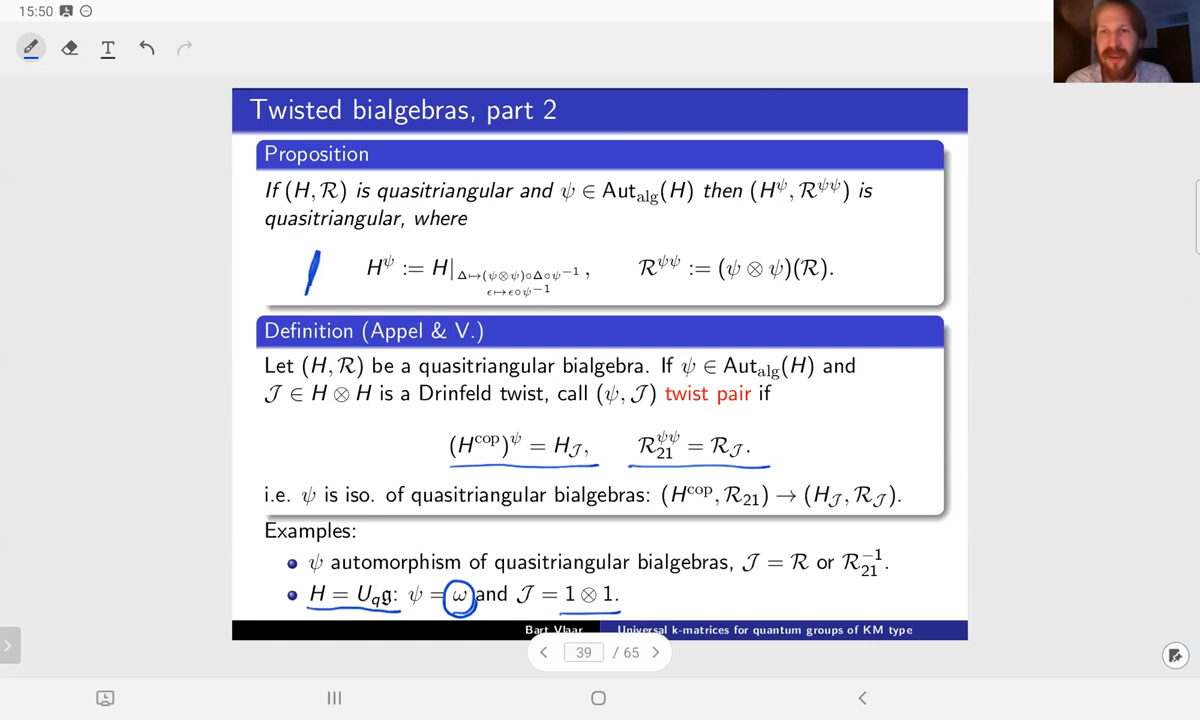 15:50
T
Twisted bialgebras, part 2
Proposition
If (H, ℛ) is quasitriangular and ψ ∈ Aut_alg(H) then (H^ψ, ℛ^ψψ) is
quasitriangular, where
H^ψ := H|_{Δ↦(ψ⊗ψ)∘Δ∘ψ^{-1}, ϵ↦ϵ∘ψ^{-1}} , ℛ^ψψ := (ψ ⊗ ψ)(ℛ).
Definition (Appel & V.)
Let (H, ℛ) be a quasitriangular bialgebra. If ψ ∈ Aut_alg(H) and
𝒥 ∈ H ⊗ H is a Drinfeld twist, call (ψ, 𝒥) twist pair if
(H^cop)^ψ = H_𝒥, ℛ_21^ψψ = ℛ_𝒥.
i.e. ψ is iso. of quasitriangular bialgebras: (H^cop, ℛ_21) → (H_𝒥, ℛ_𝒥).
Examples:
• ψ automorphism of quasitriangular bialgebras, 𝒥 = ℛ or ℛ_21^{-1}.
• H = U_q𝔤: ψ = ω and 𝒥 = 1 ⊗ 1.
Bart Vlaar Universal k-matrices for quantum groups of KM type
39 / 65